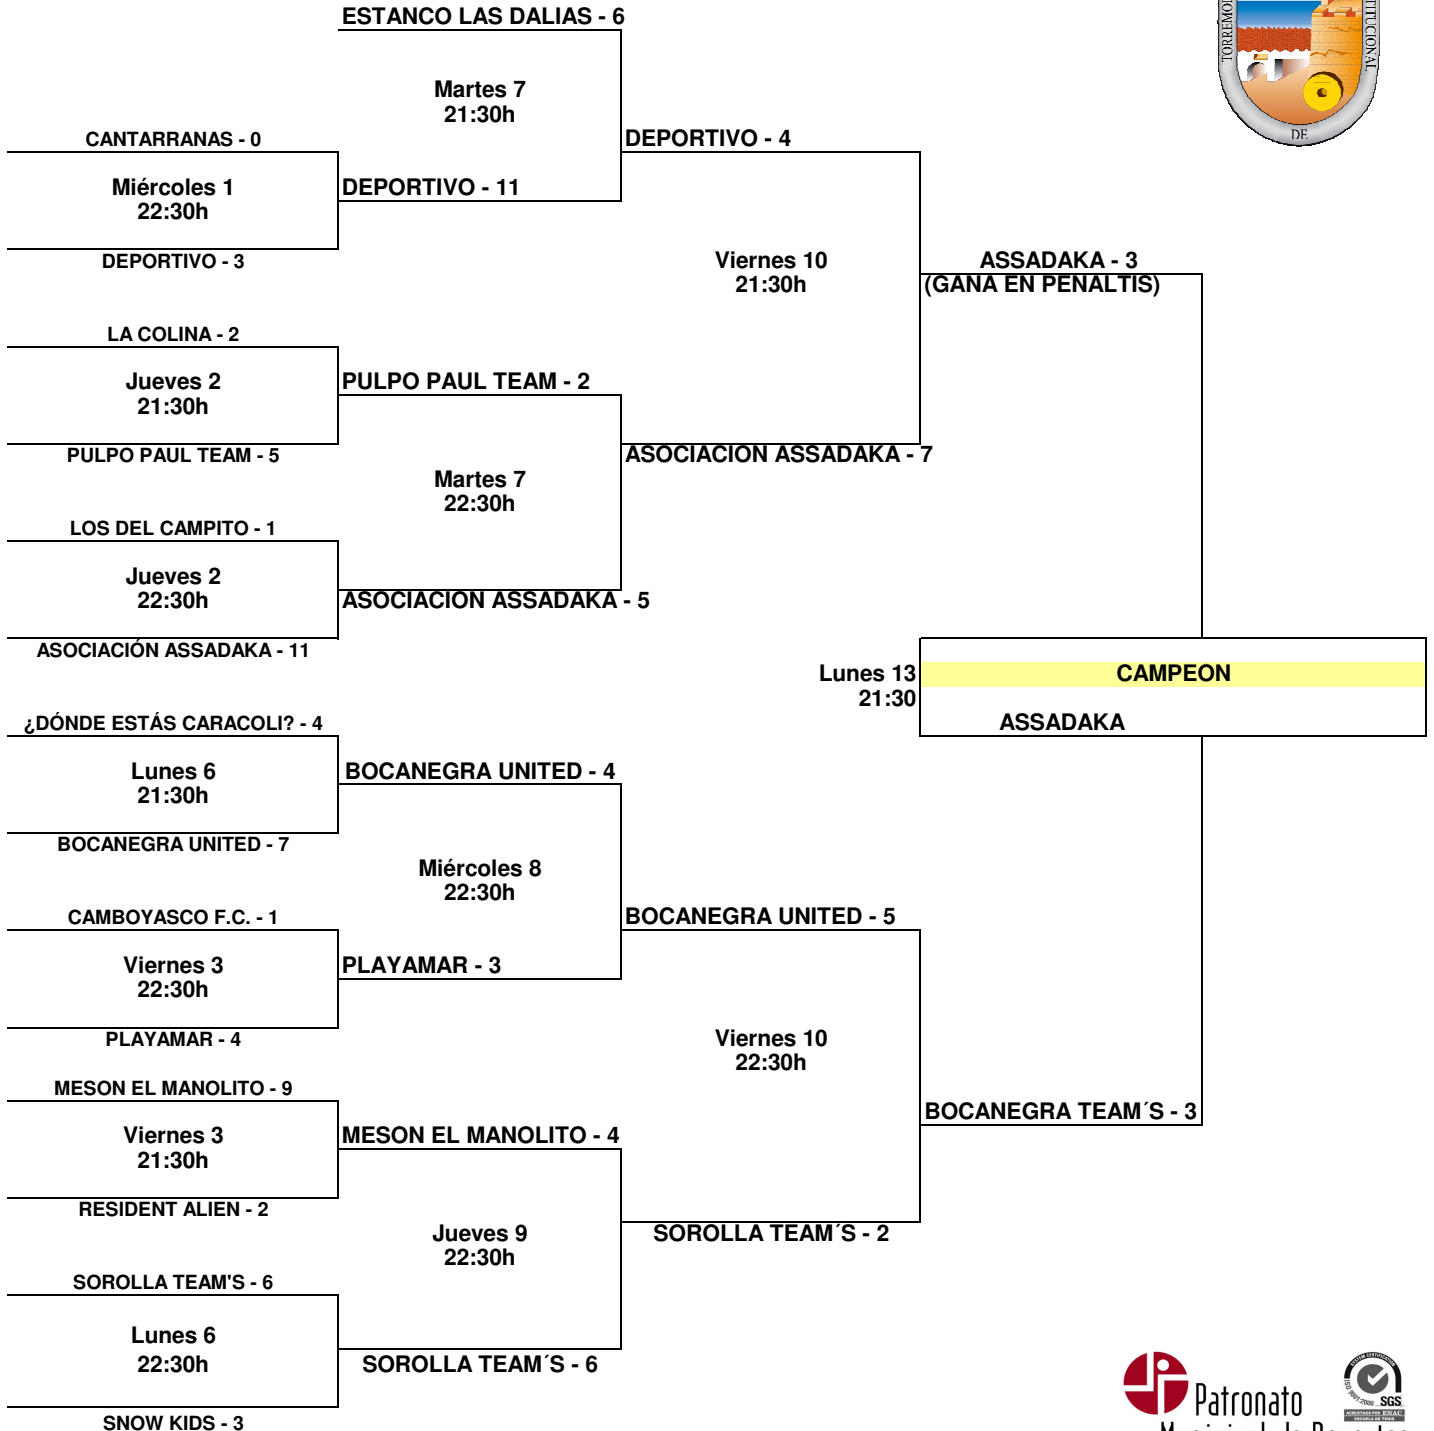 ESTANCO LAS DALIAS - 6
Martes 7
21:30h
CANTARRANAS - 0
Miércoles 1
22:30h
DEPORTIVO - 3
DEPORTIVO - 11
DEPORTIVO - 4
Viernes 10
21:30h
ASSADAKA - 3
(GANA EN PENALTIS)
LA COLINA - 2
Jueves 2
21:30h
PULPO PAUL TEAM - 5
PULPO PAUL TEAM - 2
Martes 7
22:30h
ASOCIACION ASSADAKA - 7
LOS DEL CAMPITO - 1
Jueves 2
22:30h
ASOCIACIÓN ASSADAKA - 11
ASOCIACION ASSADAKA - 5
Lunes 13
21:30
CAMPEON
ASSADAKA
¿DÓNDE ESTÁS CARACOLI? - 4
Lunes 6
21:30h
BOCANEGRA UNITED - 7
BOCANEGRA UNITED - 4
Miércoles 8
22:30h
BOCANEGRA UNITED - 5
CAMBOYASCO F.C. - 1
Viernes 3
22:30h
PLAYAMAR - 4
PLAYAMAR - 3
Viernes 10
22:30h
BOCANEGRA TEAM´S - 3
MESON EL MANOLITO - 9
Viernes 3
21:30h
RESIDENT ALIEN - 2
MESON EL MANOLITO - 4
Jueves 9
22:30h
SOROLLA TEAM´S - 2
SOROLLA TEAM'S - 6
Lunes 6
22:30h
SNOW KIDS - 3
SOROLLA TEAM´S - 6
DE
Patronato
SGS